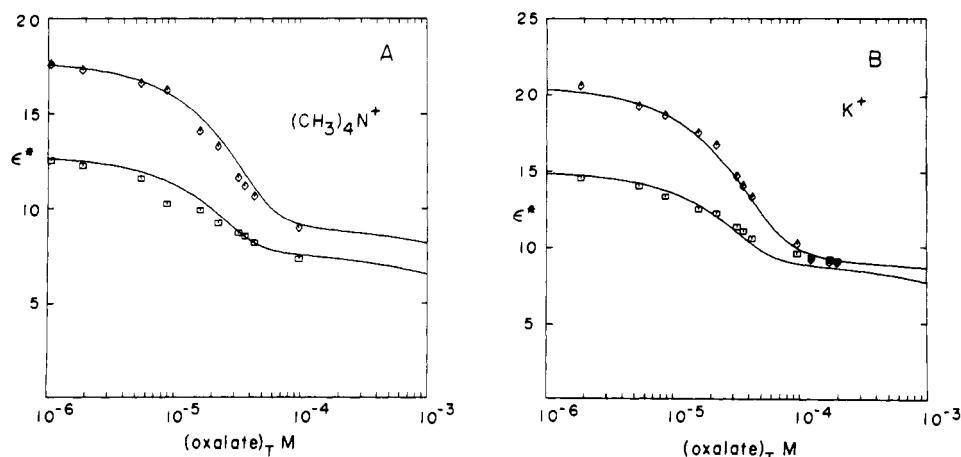 20
A
(CH₃)₄N⁺
15
ε*
10
5
10⁻⁶ 10⁻⁵ 10⁻⁴ 10⁻³
(oxalate)T M
25
B
20
K⁺
15
ε*
10
5
10⁻⁶ 10⁻⁵ 10⁻⁴ 10⁻³
(oxalate)T M